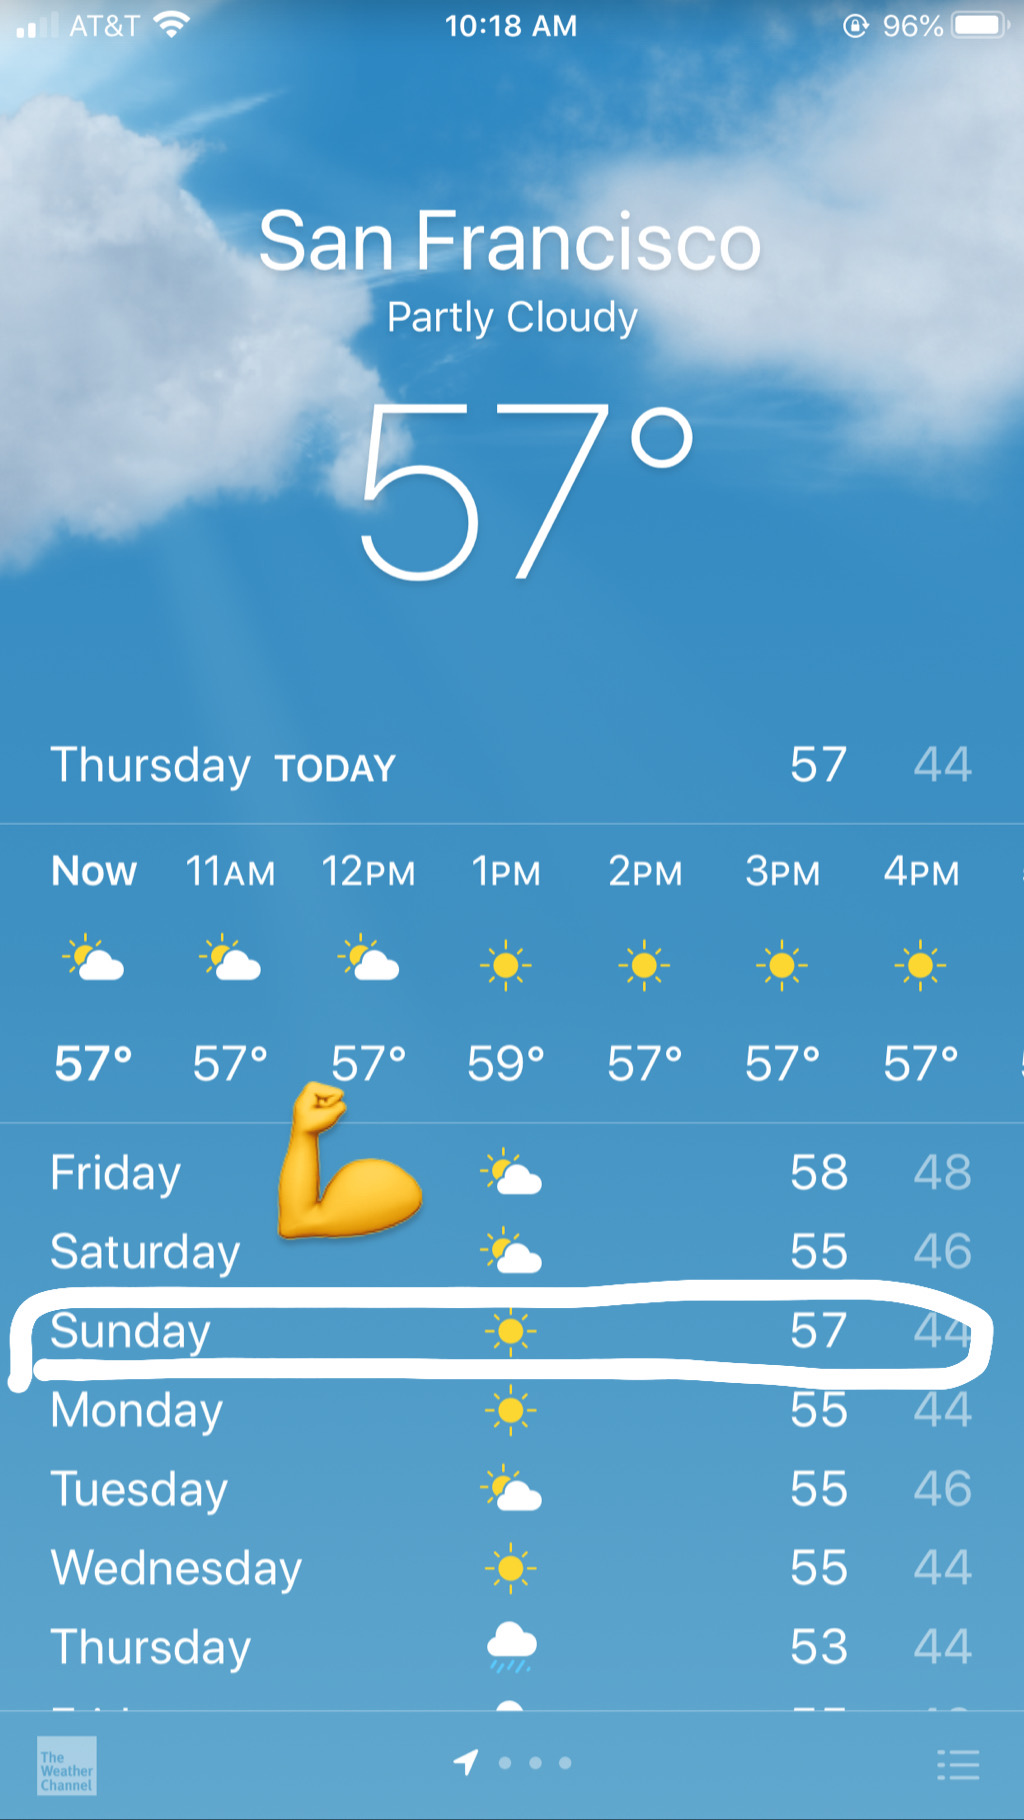 AT&T 10:18 AM 96%
San Francisco
Partly Cloudy
57°
Thursday TODAY 57 44
Now 11AM 12PM 1PM 2PM 3PM 4PM
57° 57° 57° 59° 57° 57° 57°
Friday 58 48
Saturday 55 46
Sunday 57 44
Monday 55 44
Tuesday 55 46
Wednesday 55 44
Thursday 53 44
The
Weather
Channel